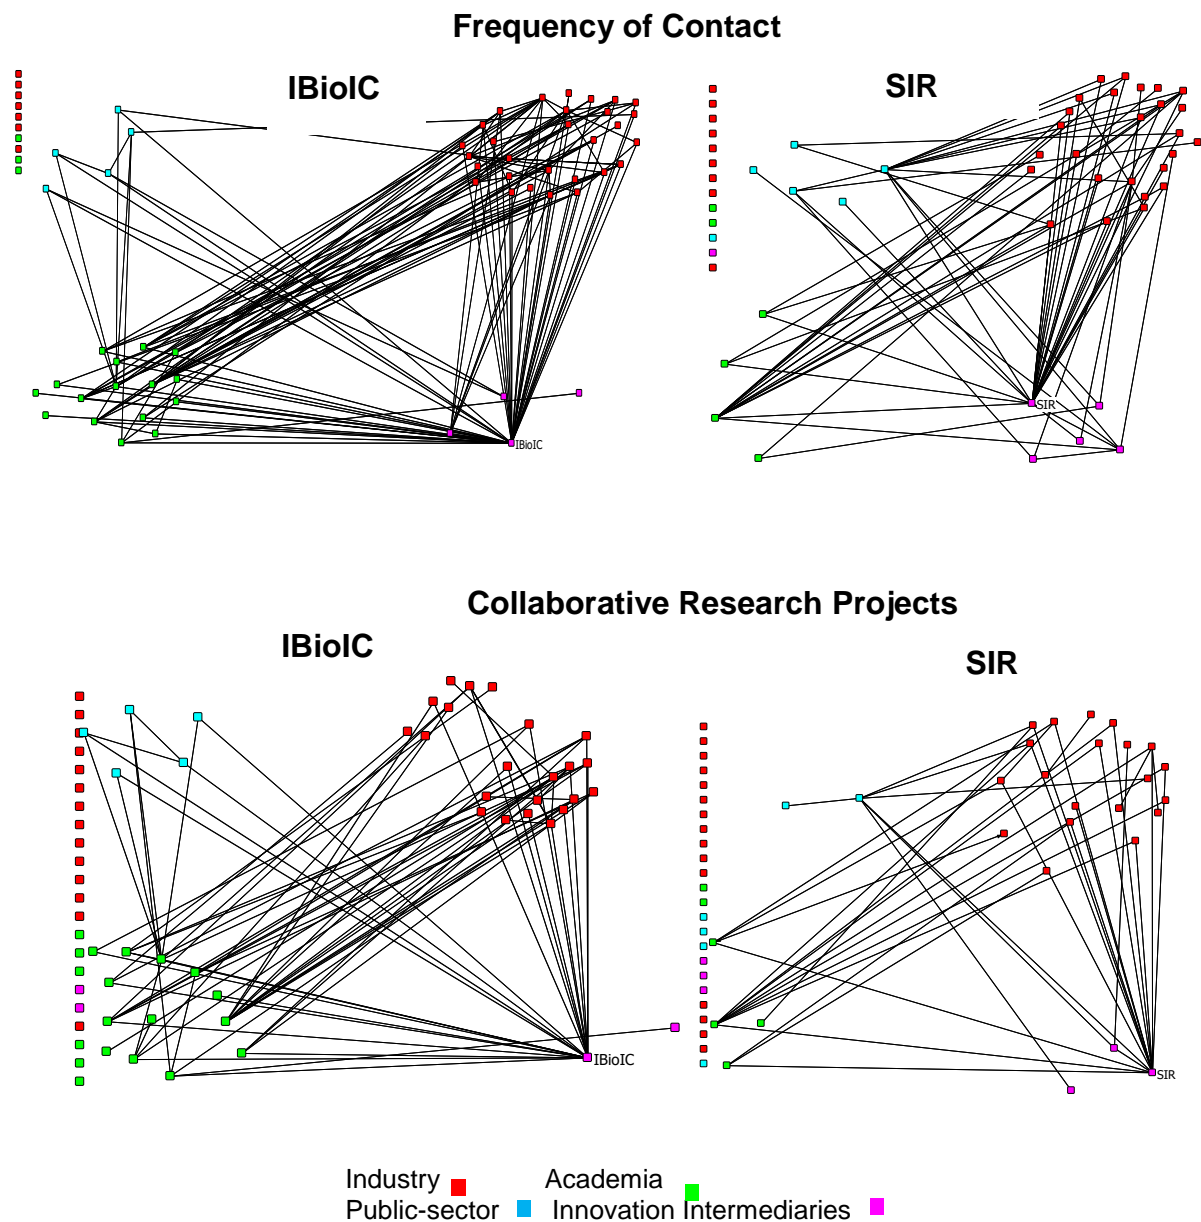 Frequency of Contact
IBioIC
SIR
IBioIC
SIR
Collaborative Research Projects
IBioIC
SIR
IBioIC
SIR
Industry Academia
Public-sector Innovation Intermediaries